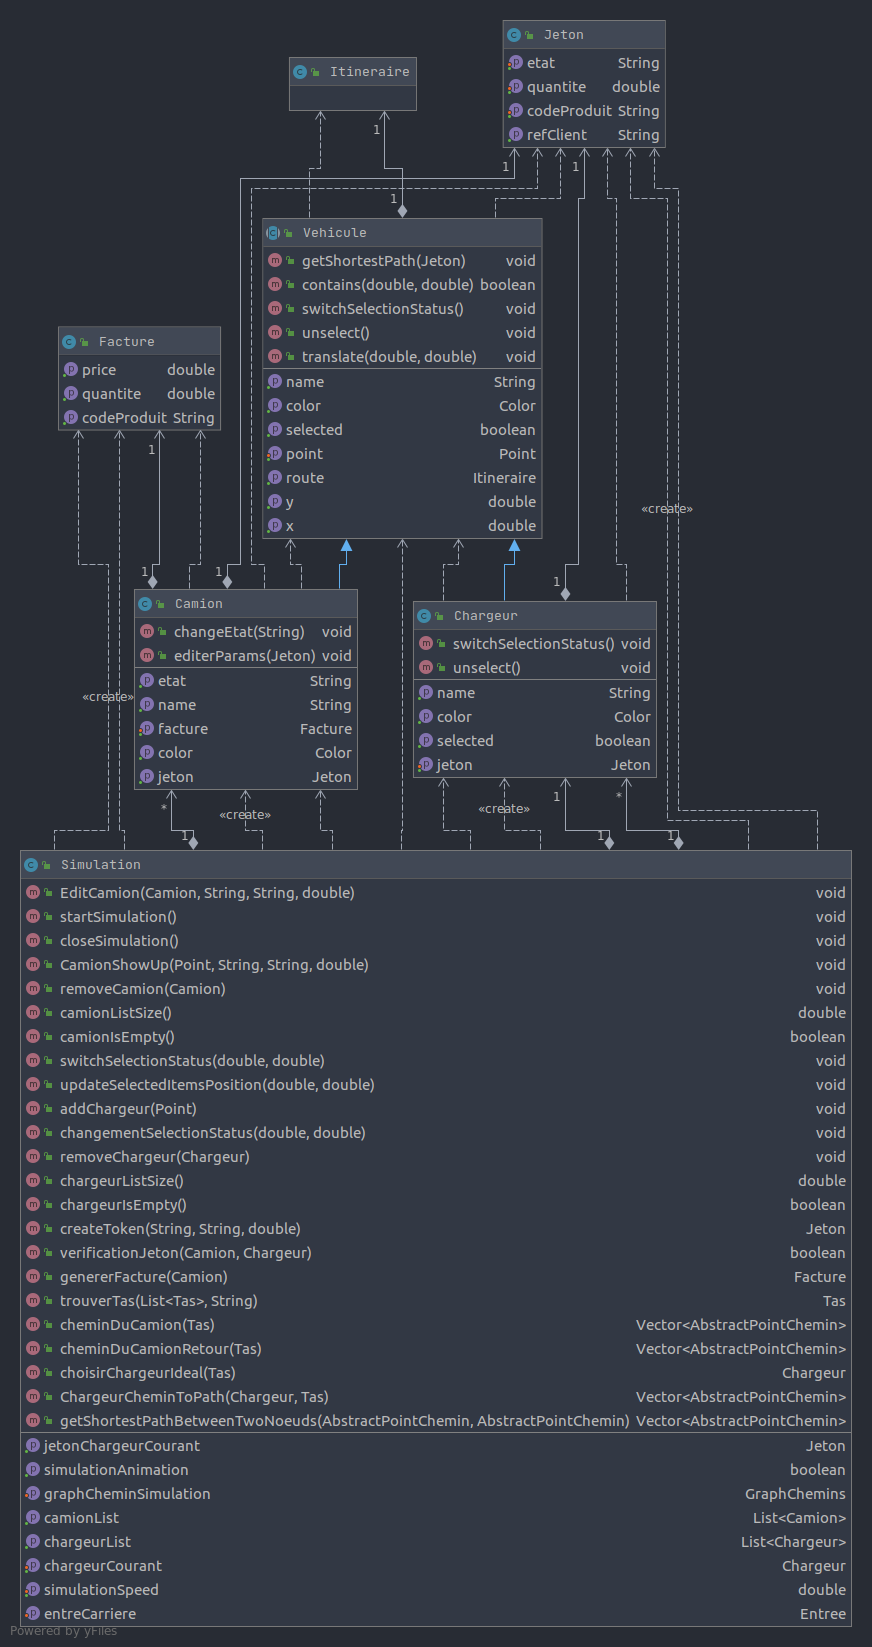 Jeton
etat String
quantite double
codeProduit String
refClient String
Itineraire
1
1
1
1
Vehicule
getShortestPath(Jeton) void
contains(double, double) boolean
switchSelectionStatus() void
unselect() void
translate(double, double) void
name String
color Color
selected boolean
point Point
route Itineraire
y double
x double
Facture
price double
quantite double
codeProduit String
1
«create»
1
1
1
Camion
changeEtat(String) void
editerParams(Jeton) void
etat String
name String
facture Facture
color Color
jeton Jeton
Chargeur
switchSelectionStatus() void
unselect() void
name String
color Color
selected boolean
jeton Jeton
«create»
*
«create»
«create»
1
*
1
1
1
Simulation
EditCamion(Camion, String, String, double) void
startSimulation() void
closeSimulation() void
CamionShowUp(Point, String, String, double) void
removeCamion(Camion) void
camionListSize() double
camionIsEmpty() boolean
switchSelectionStatus(double, double) void
updateSelectedItemsPosition(double, double) void
addChargeur(Point) void
changementSelectionStatus(double, double) void
removeChargeur(Chargeur) void
chargeurListSize() double
chargeurIsEmpty() boolean
createToken(String, String, double) Jeton
verificationJeton(Camion, Chargeur) boolean
genererFacture(Camion) Facture
trouverTas(List<Tas>, String) Tas
cheminDuCamion(Tas) Vector<AbstractPointChemin>
cheminDuCamionRetour(Tas) Vector<AbstractPointChemin>
choisirChargeurIdeal(Tas) Chargeur
ChargeurCheminToPath(Chargeur, Tas) Vector<AbstractPointChemin>
getShortestPathBetweenTwoNoeuds(AbstractPointChemin, AbstractPointChemin) Vector<AbstractPointChemin>
jetonChargeurCourant Jeton
simulationAnimation boolean
graphCheminSimulation GraphChemins
camionList List<Camion>
chargeurList List<Chargeur>
chargeurCourant Chargeur
simulationSpeed double
entreCarriere Entree
Powered by yFiles